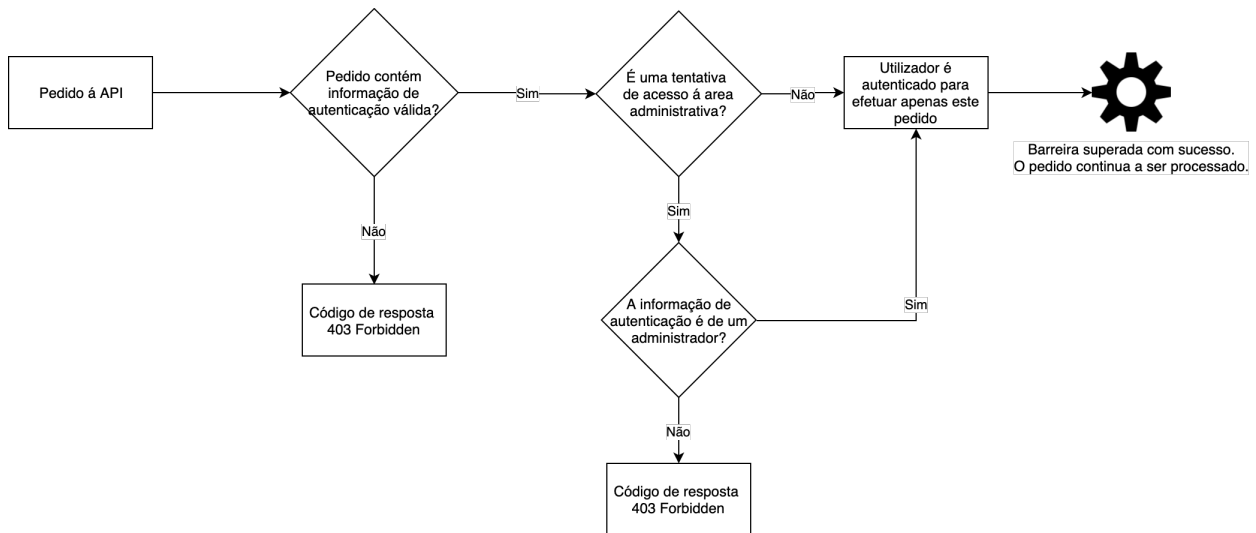 Pedido á API
Pedido contém
informação de
autenticação válida?
Sim
É uma tentativa
de acesso á area
administrativa?
Não
Utilizador é
autenticado para
efetuar apenas este
pedido
Barreira superada com sucesso.
O pedido continua a ser processado.
Não
Sim
Código de resposta
403 Forbidden
A informação de
autenticação é de um
administrador?
Sim
Não
Código de resposta
403 Forbidden